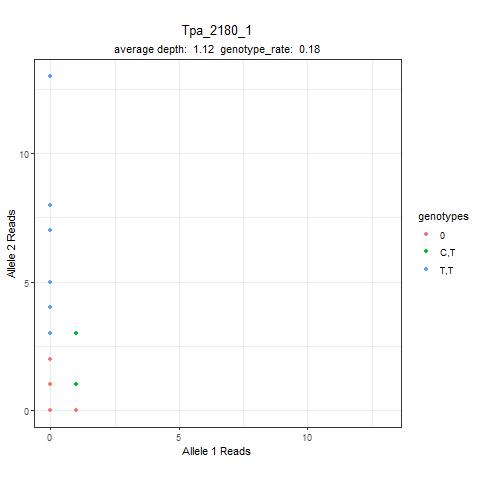 Tpa_2180_1
average depth:  1.12  genotype_rate:  0.18
10
5
0
0
5
10
Allele 2 Reads
Allele 1 Reads
genotypes
0
C,T
T,T